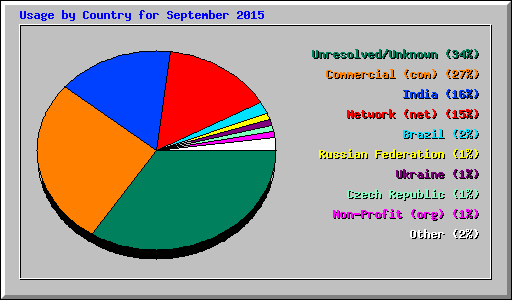 Usage by Country for September 2015
Unresolved/Unknown (34%)
Commercial (com) (27%)
India (16%)
Network (net) (15%)
Brazil (2%)
Russian Federation (1%)
Ukraine (1%)
Czech Republic (1%)
Non-Profit (org) (1%)
Other (2%)